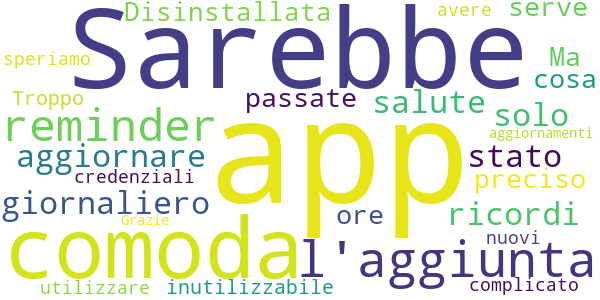 Disinstallata avere serve
Sarebbe
speriamo Ma
cosa
Troppo passate salute solo
reminder app
aggiornamenti
aggiornare stato
credenziali preciso
giornaliero ore ricordi
Grazie
comoda l'aggiunta nuovi
utilizzare inutilizzabile complicato